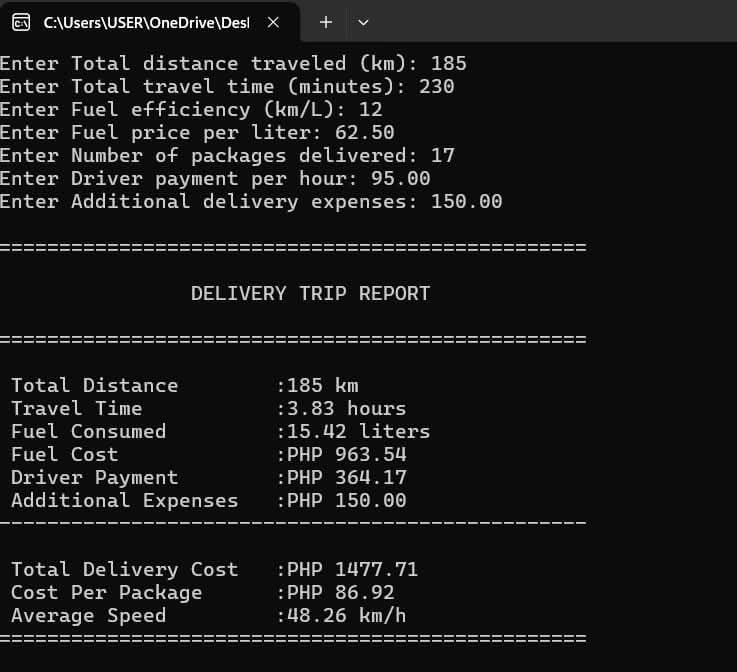 C:\Users\USER\OneDrive\Des
Enter Total distance traveled (km): 185
Enter Total travel time (minutes): 230
Enter Fuel efficiency (km/L): 12
Enter Fuel price per liter: 62.50
Enter Number of packages delivered: 17
Enter Driver payment per hour: 95.00
Enter Additional delivery expenses: 150.00
=================================================
DELIVERY TRIP REPORT
=================================================
Total Distance        :185 km
Travel Time           :3.83 hours
Fuel Consumed         :15.42 liters
Fuel Cost             :PHP 963.54
Driver Payment        :PHP 364.17
Additional Expenses   :PHP 150.00
-------------------------------------------------
Total Delivery Cost   :PHP 1477.71
Cost Per Package      :PHP 86.92
Average Speed         :48.26 km/h
=================================================